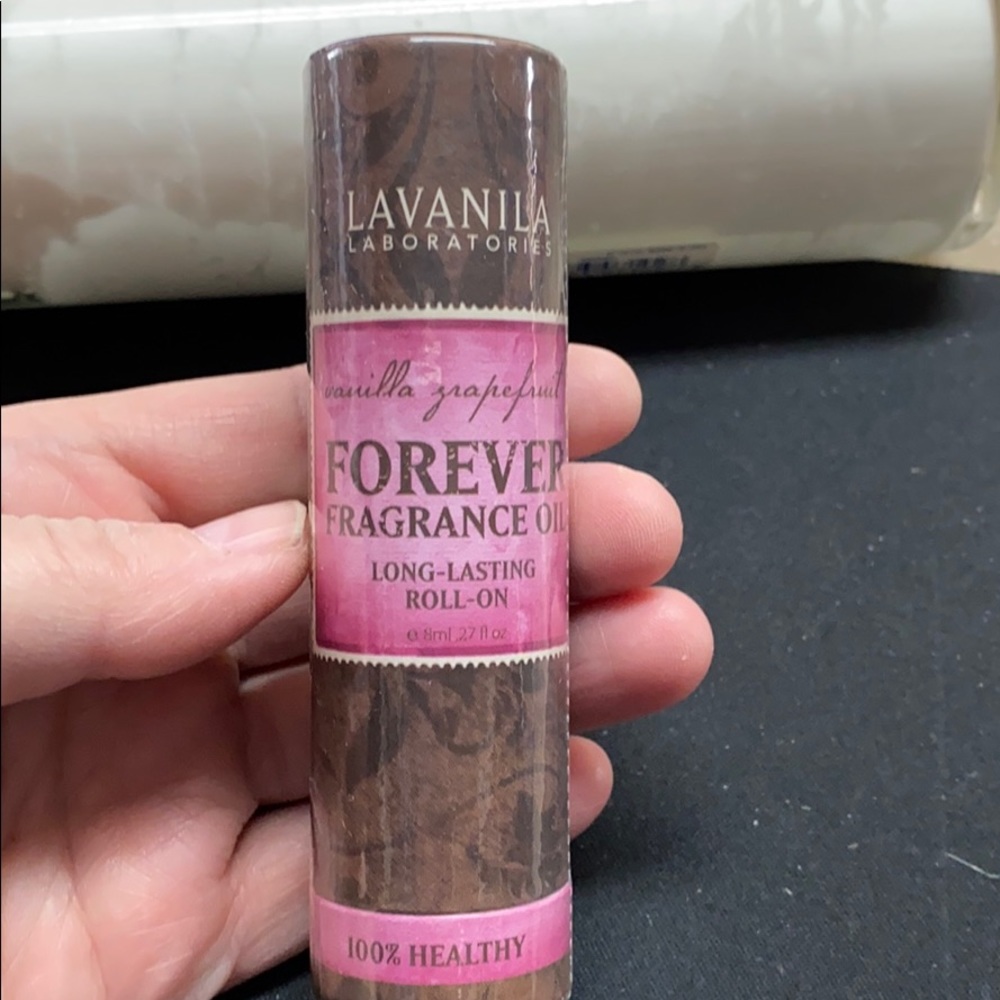 LAVANILA
LABORATORIES
vanilla grapefruit
FOREVER
FRAGRANCE OIL
LONG-LASTING
ROLL-ON
e 8ml .27 fl oz
100% HEALTHY